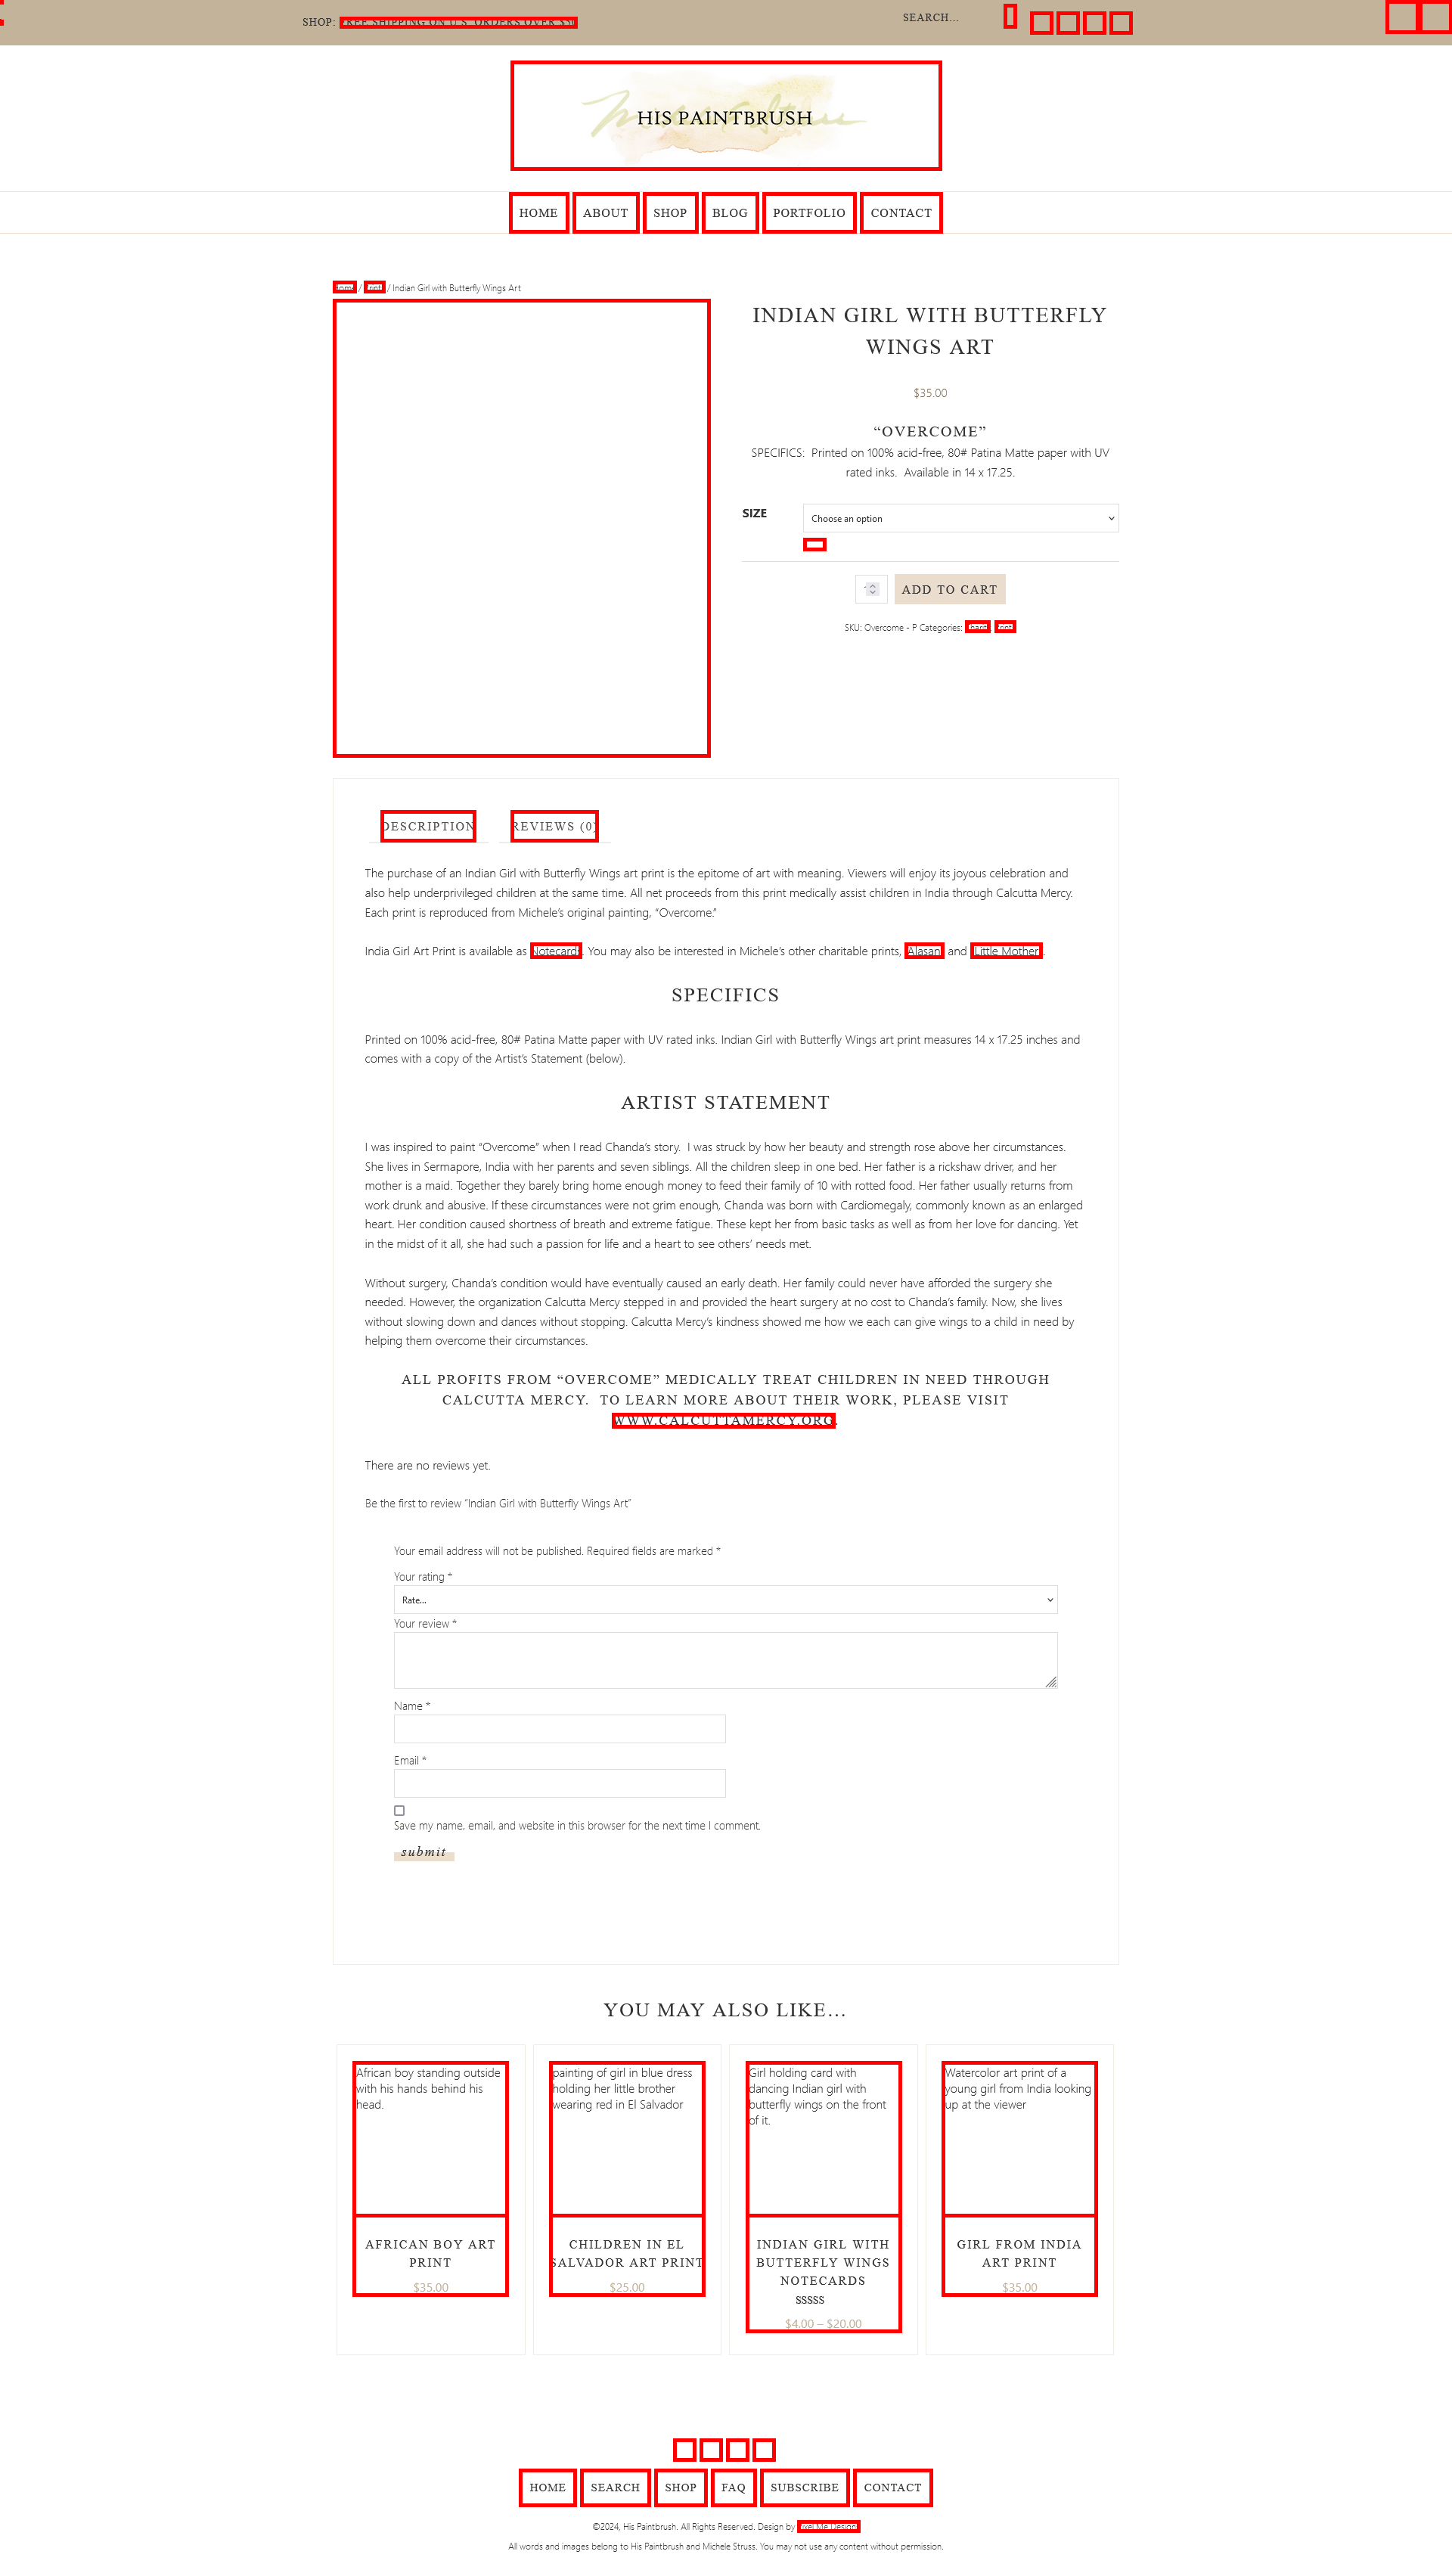 SHOP: FREE SHIPPING ON U.S. ORDERS OVER
SEARCH...
HIS PAINTBRUSH
HOME ABOUT SHOP BLOG PORTFOLIO CONTACT
/ / Indian Girl with Butterfly Wings Art
INDIAN GIRL WITH BUTTERFLY
WINGS ART
$35.00
“OVERCOME”
SPECIFICS: Printed on 100% acid-free, 80# Patina Matte paper with UV
rated inks. Available in 14 x 17.25.
SIZE
Choose an option
ADD TO CART
SKU: Overcome - P Categories:
DESCRIPTION
REVIEWS (0)
The purchase of an Indian Girl with Butterfly Wings art print is the epitome of art with meaning. Viewers will enjoy its joyous celebration and
also help underprivileged children at the same time. All net proceeds from this print medically assist children in India through Calcutta Mercy.
Each print is reproduced from Michele’s original painting, “Overcome.”
India Girl Art Print is available as Notecards. You may also be interested in Michele’s other charitable prints, “Alasan” and “Little Mother”.
SPECIFICS
Printed on 100% acid-free, 80# Patina Matte paper with UV rated inks. Indian Girl with Butterfly Wings art print measures 14 x 17.25 inches and
comes with a copy of the Artist’s Statement (below).
ARTIST STATEMENT
I was inspired to paint “Overcome” when I read Chanda’s story. I was struck by how her beauty and strength rose above her circumstances.
She lives in Sermapore, India with her parents and seven siblings. All the children sleep in one bed. Her father is a rickshaw driver, and her
mother is a maid. Together they barely bring home enough money to feed their family of 10 with rotted food. Her father usually returns from
work drunk and abusive. If these circumstances were not grim enough, Chanda was born with Cardiomegaly, commonly known as an enlarged
heart. Her condition caused shortness of breath and extreme fatigue. These kept her from basic tasks as well as from her love for dancing. Yet
in the midst of it all, she had such a passion for life and a heart to see others’ needs met.
Without surgery, Chanda’s condition would have eventually caused an early death. Her family could never have afforded the surgery she
needed. However, the organization Calcutta Mercy stepped in and provided the heart surgery at no cost to Chanda’s family. Now, she lives
without slowing down and dances without stopping. Calcutta Mercy’s kindness showed me how we each can give wings to a child in need by
helping them overcome their circumstances.
ALL PROFITS FROM “OVERCOME” MEDICALLY TREAT CHILDREN IN NEED THROUGH
CALCUTTA MERCY. TO LEARN MORE ABOUT THEIR WORK, PLEASE VISIT
WWW.CALCUTTAMERCY.ORG.
There are no reviews yet.
Be the first to review “Indian Girl with Butterfly Wings Art”
Your email address will not be published. Required fields are marked *
Your rating *
Rate...
Your review *
Name *
Email *
Save my name, email, and website in this browser for the next time I comment.
submit
YOU MAY ALSO LIKE...
African boy standing outside
with his hands behind his
head.
AFRICAN BOY ART
PRINT
$35.00
painting of girl in blue dress
holding her little brother
wearing red in El Salvador
CHILDREN IN EL
SALVADOR ART PRINT
$25.00
Girl holding card with
dancing Indian girl with
butterfly wings on the front
of it.
INDIAN GIRL WITH
BUTTERFLY WINGS
NOTECARDS
SSSSS
$4.00 – $20.00
Watercolor art print of a
young girl from India looking
up at the viewer
GIRL FROM INDIA
ART PRINT
$35.00
HOME SEARCH SHOP FAQ SUBSCRIBE CONTACT
©2024, His Paintbrush. All Rights Reserved. Design by Pixel Me Design
All words and images belong to His Paintbrush and Michele Struss. You may not use any content without permission.